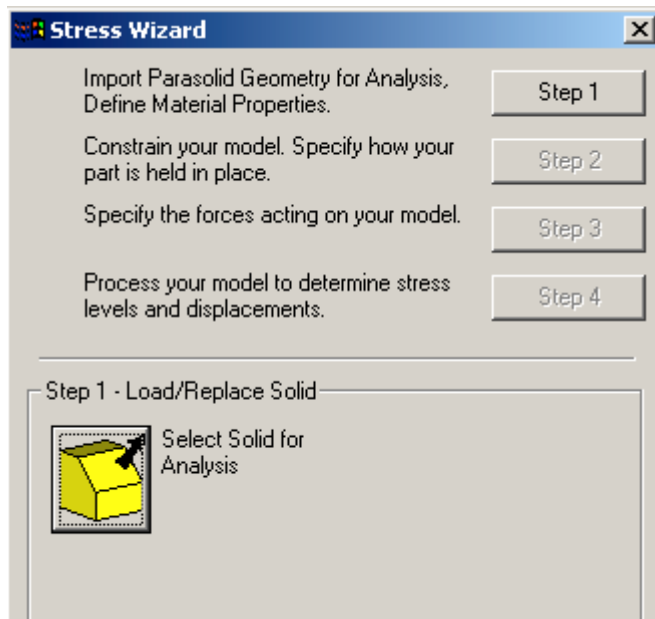 Stress Wizard
Import Parasolid Geometry for Analysis,
Define Material Properties.
Step 1
Constrain your model. Specify how your
part is held in place.
Step 2
Specify the forces acting on your model.
Step 3
Process your model to determine stress
levels and displacements.
Step 4
Step 1 - Load/Replace Solid
Select Solid for
Analysis